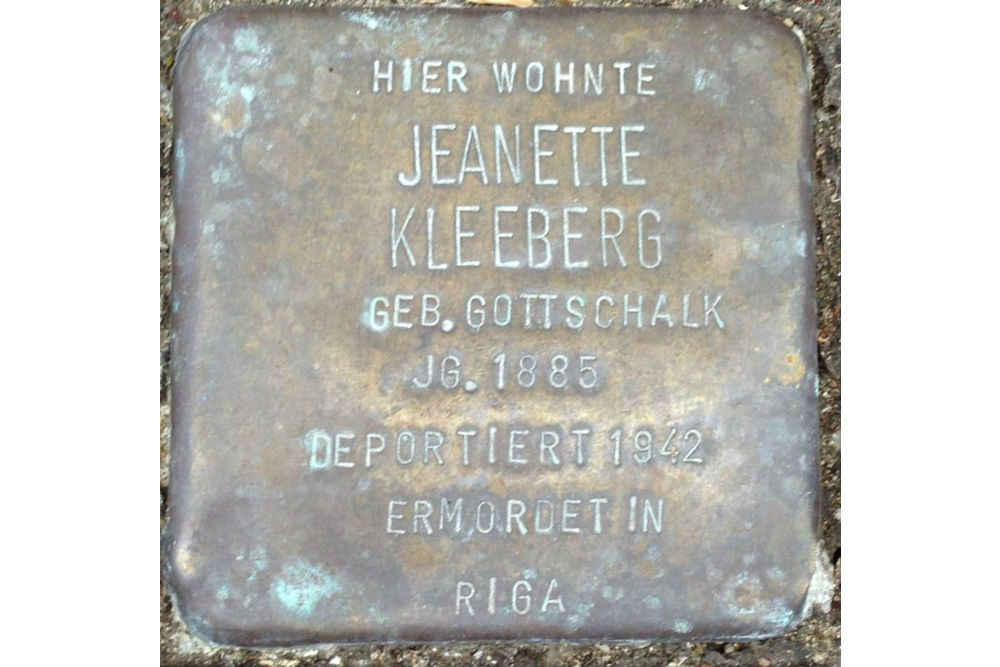 HIER WOHNTE
JEANETTE
KLEEBERG
GEB. GOTTSCHALK
JG. 1885
DEPORTIERT 1942
ERMORDET IN
RIGA